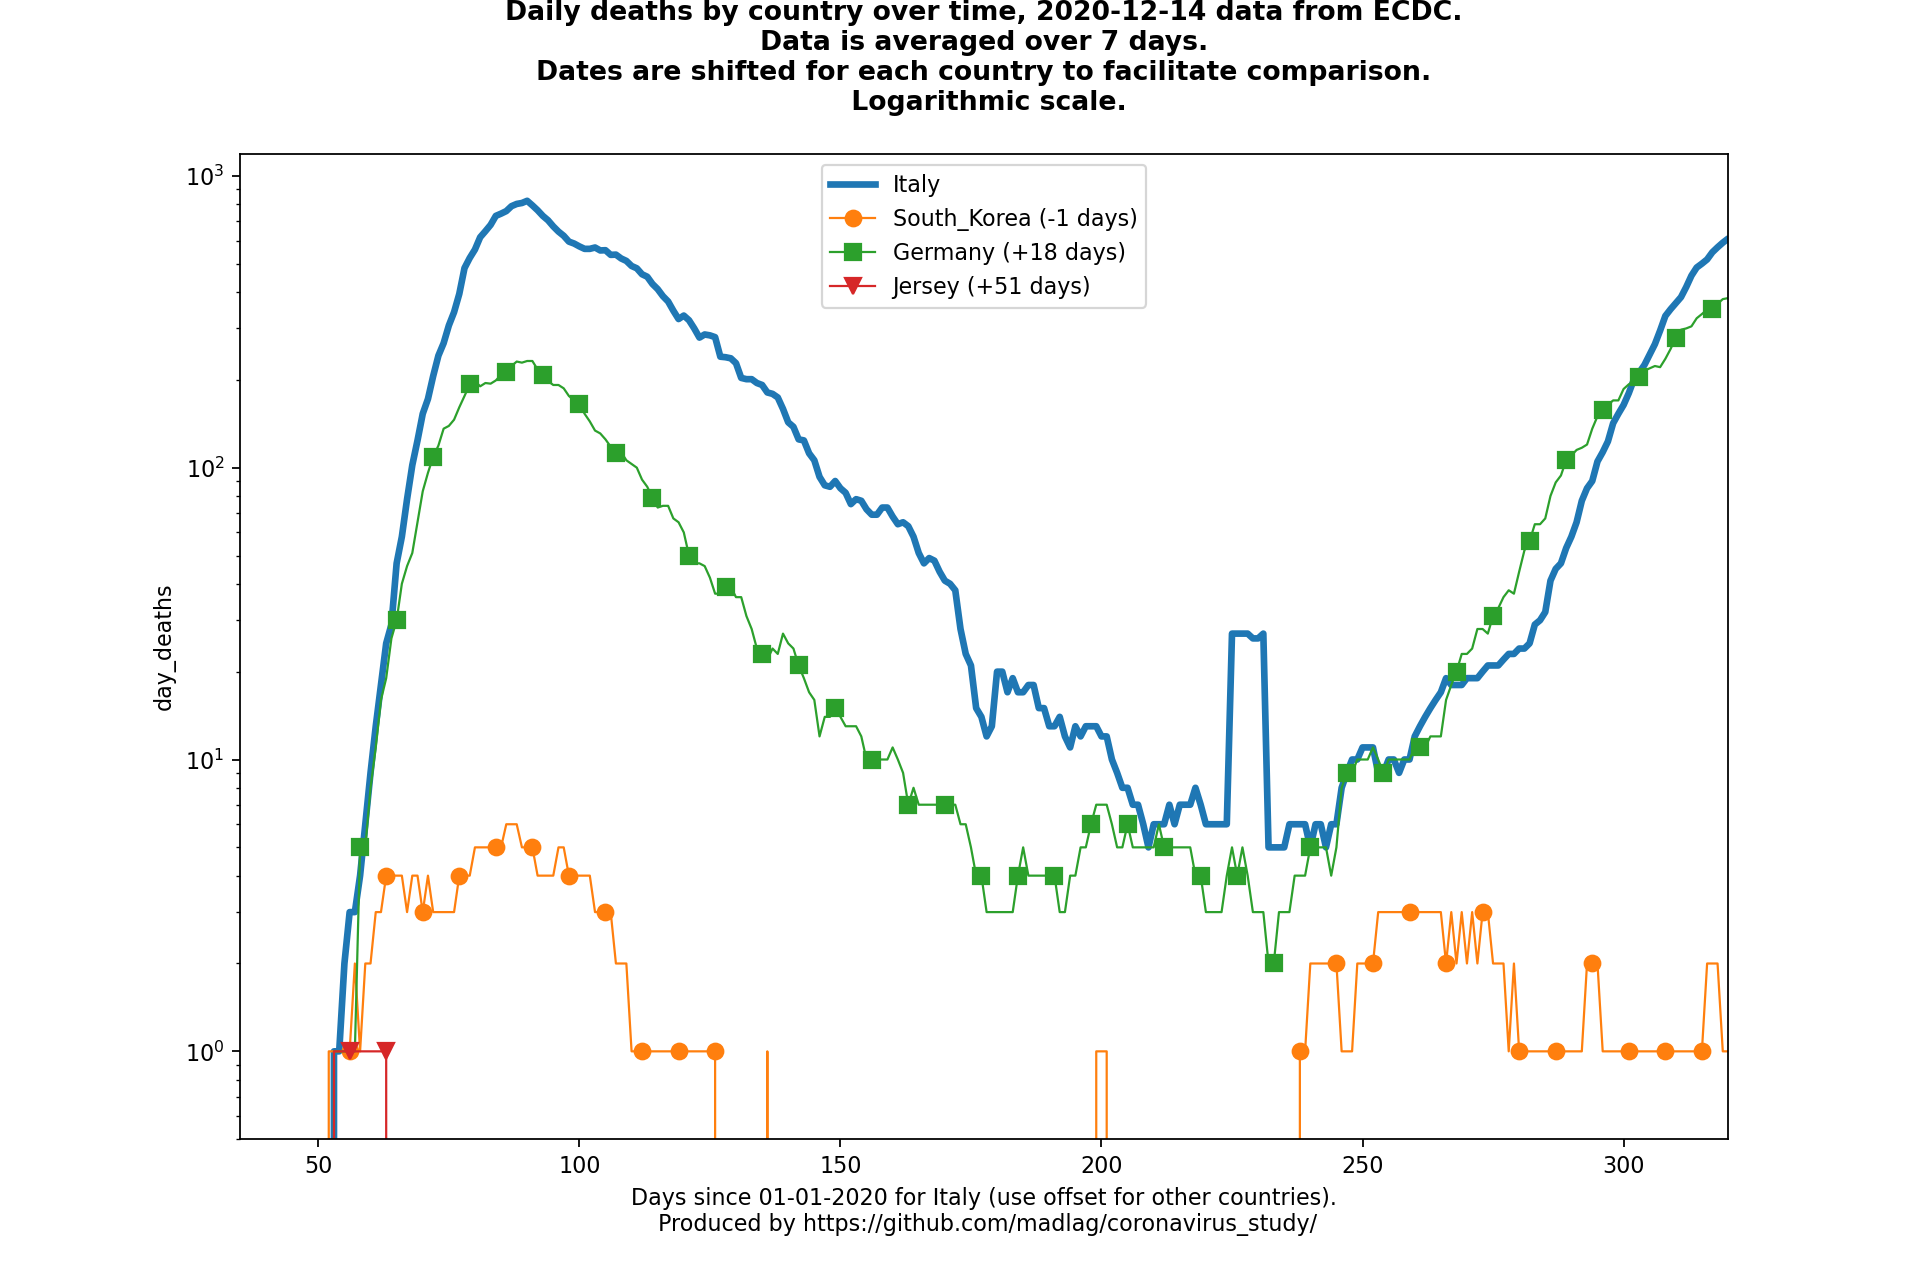 Daily deaths by country over time, 2020-12-14 data from ECDC.
Data is averaged over 7 days.
Dates are shifted for each country to facilitate comparison.
Logarithmic scale.
10³
Italy
South_Korea (-1 days)
Germany (+18 days)
Jersey (+51 days)
10²
day_deaths
10¹
10⁰
50 100 150 200 250 300
Days since 01-01-2020 for Italy (use offset for other countries).
Produced by https://github.com/madlag/coronavirus_study/